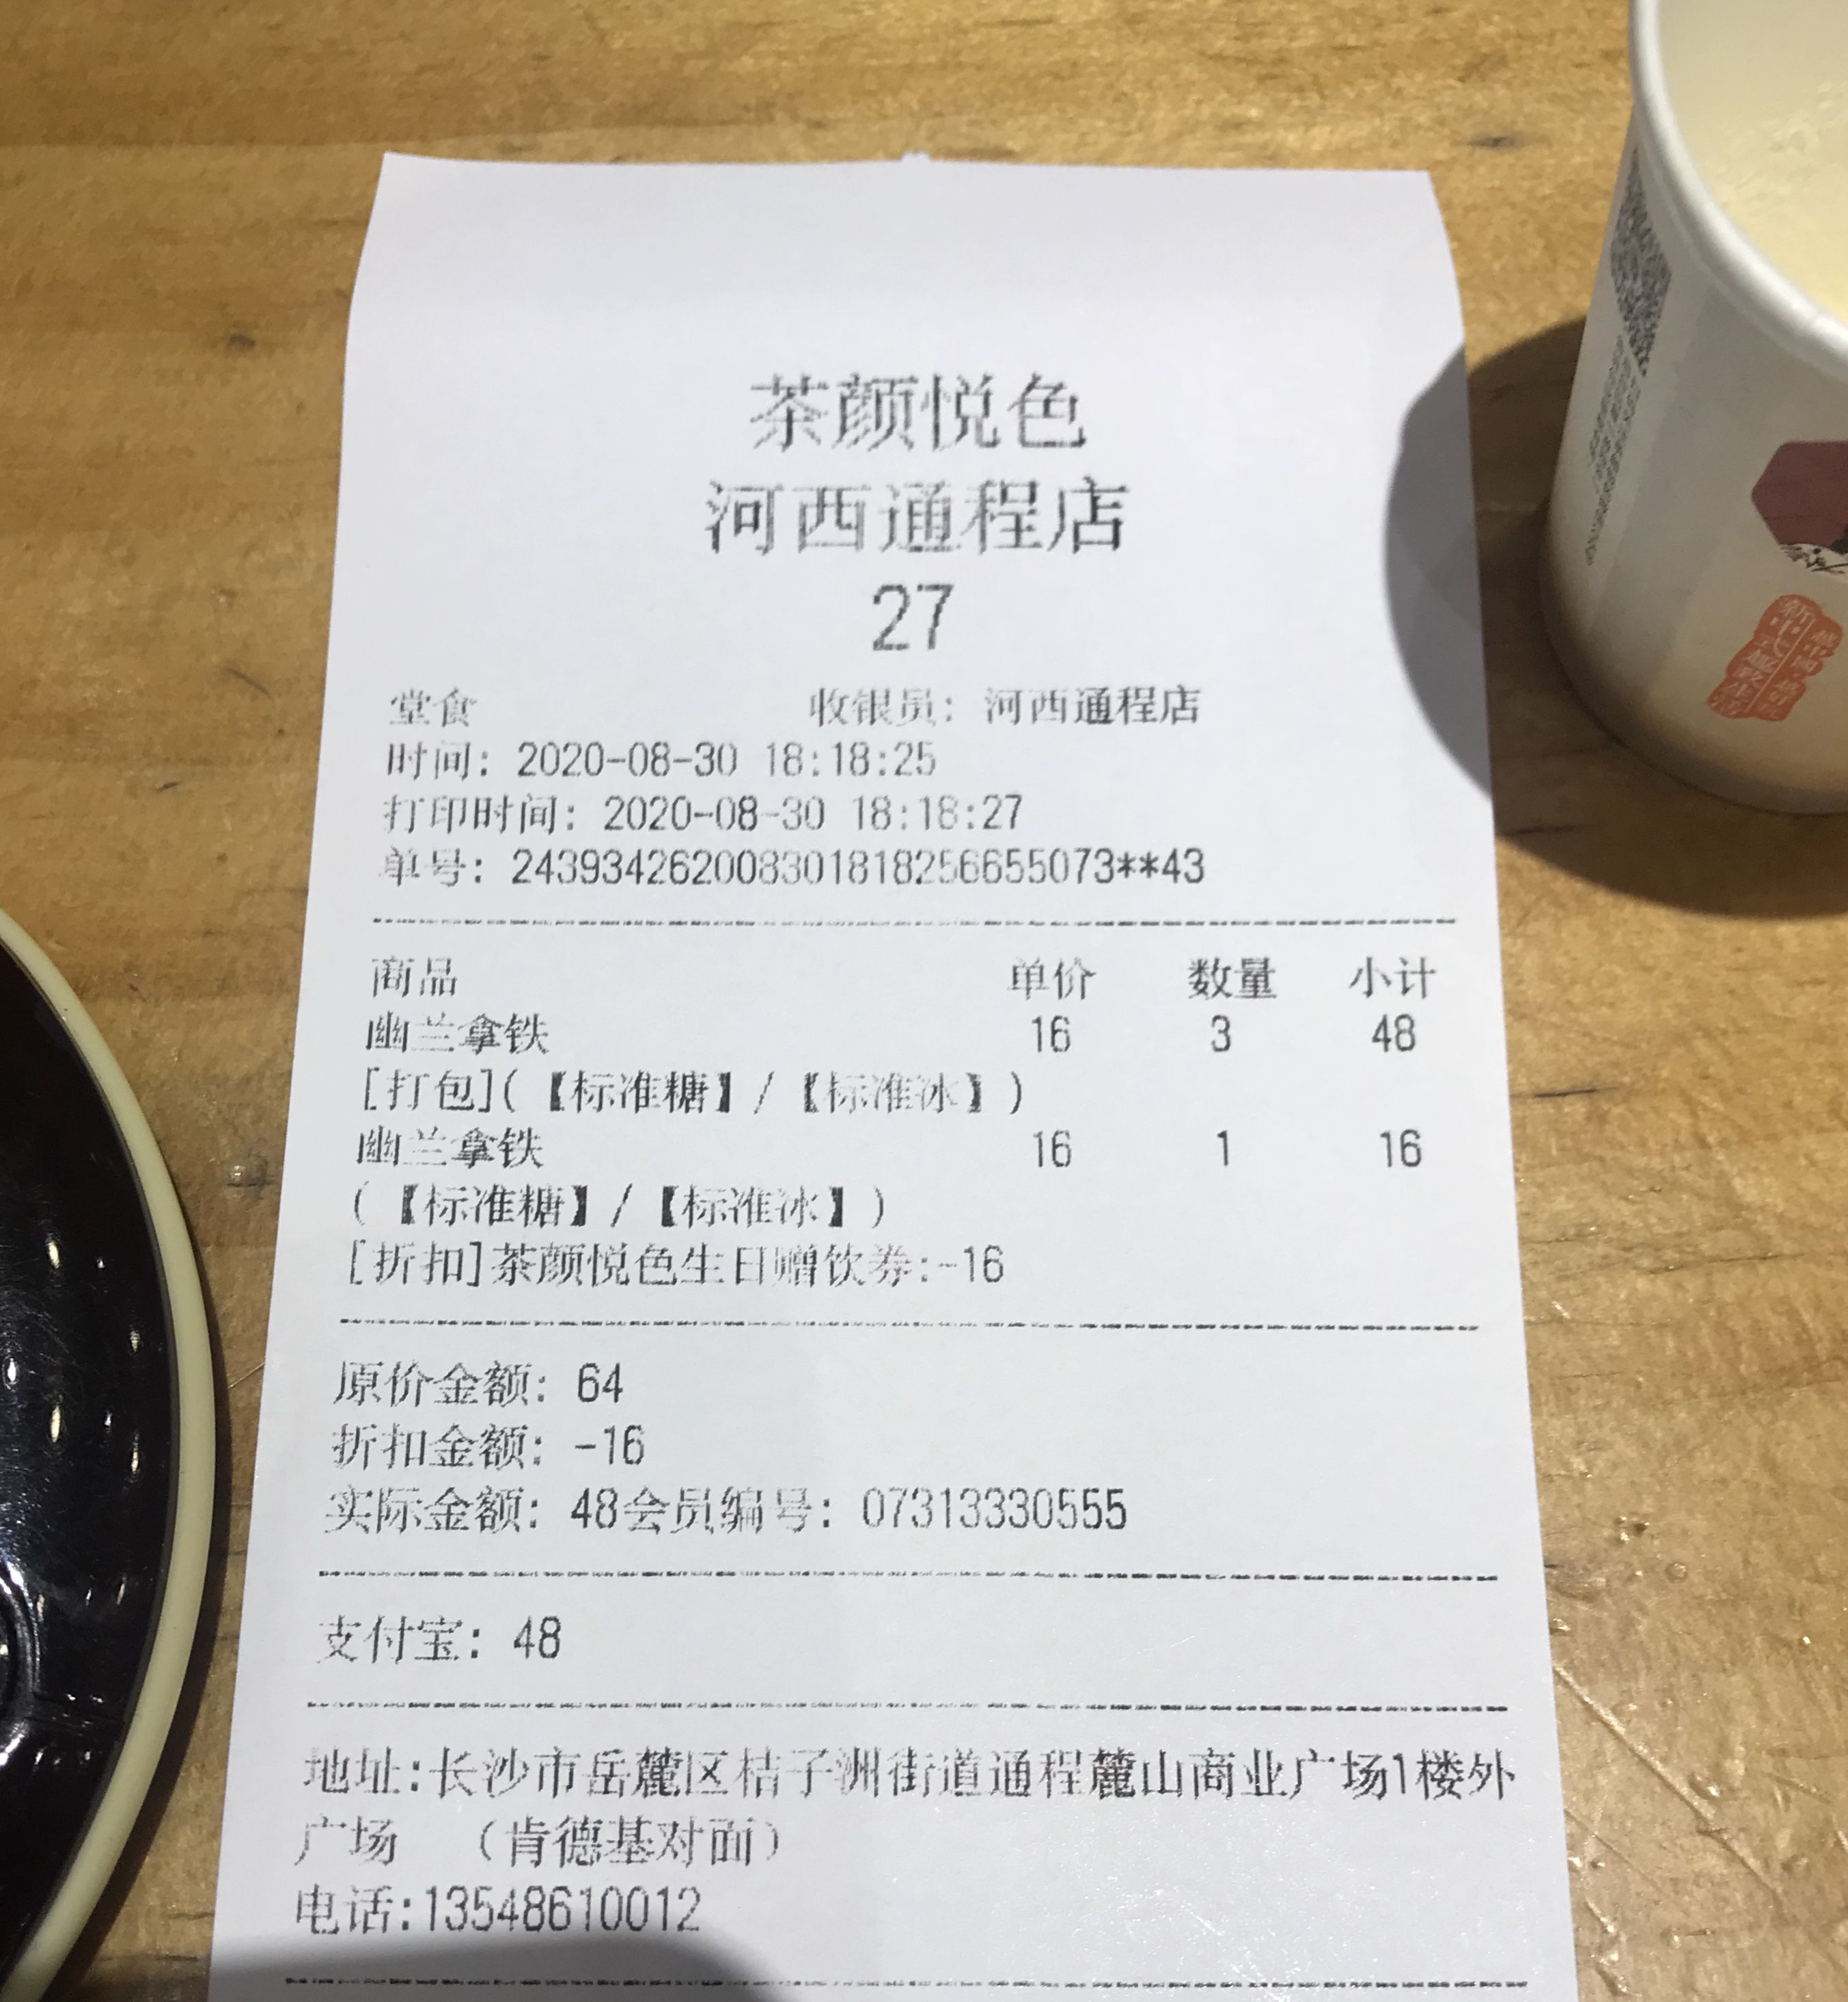 茶颜悦色
河西通程店
27
堂食 收银员: 河西通程店
时间: 2020-08-30 18:18:25
打印时间: 2020-08-30 18:18:27
单号: 243934262008301818256655073**43
商品 单价 数量 小计
幽兰拿铁 16 3 48
[打包](【标准糖】/【标准冰】)
幽兰拿铁 16 1 16
(【标准糖】/【标准冰】)
[折扣]茶颜悦色生日赠饮券:-16
原价金额: 64
折扣金额: -16
实际金额: 48会员编号: 07313330555
支付宝: 48
地址:长沙市岳麓区桔子洲街道通程麓山商业广场1楼外
广场 （肯德基对面）
电话:13548610012